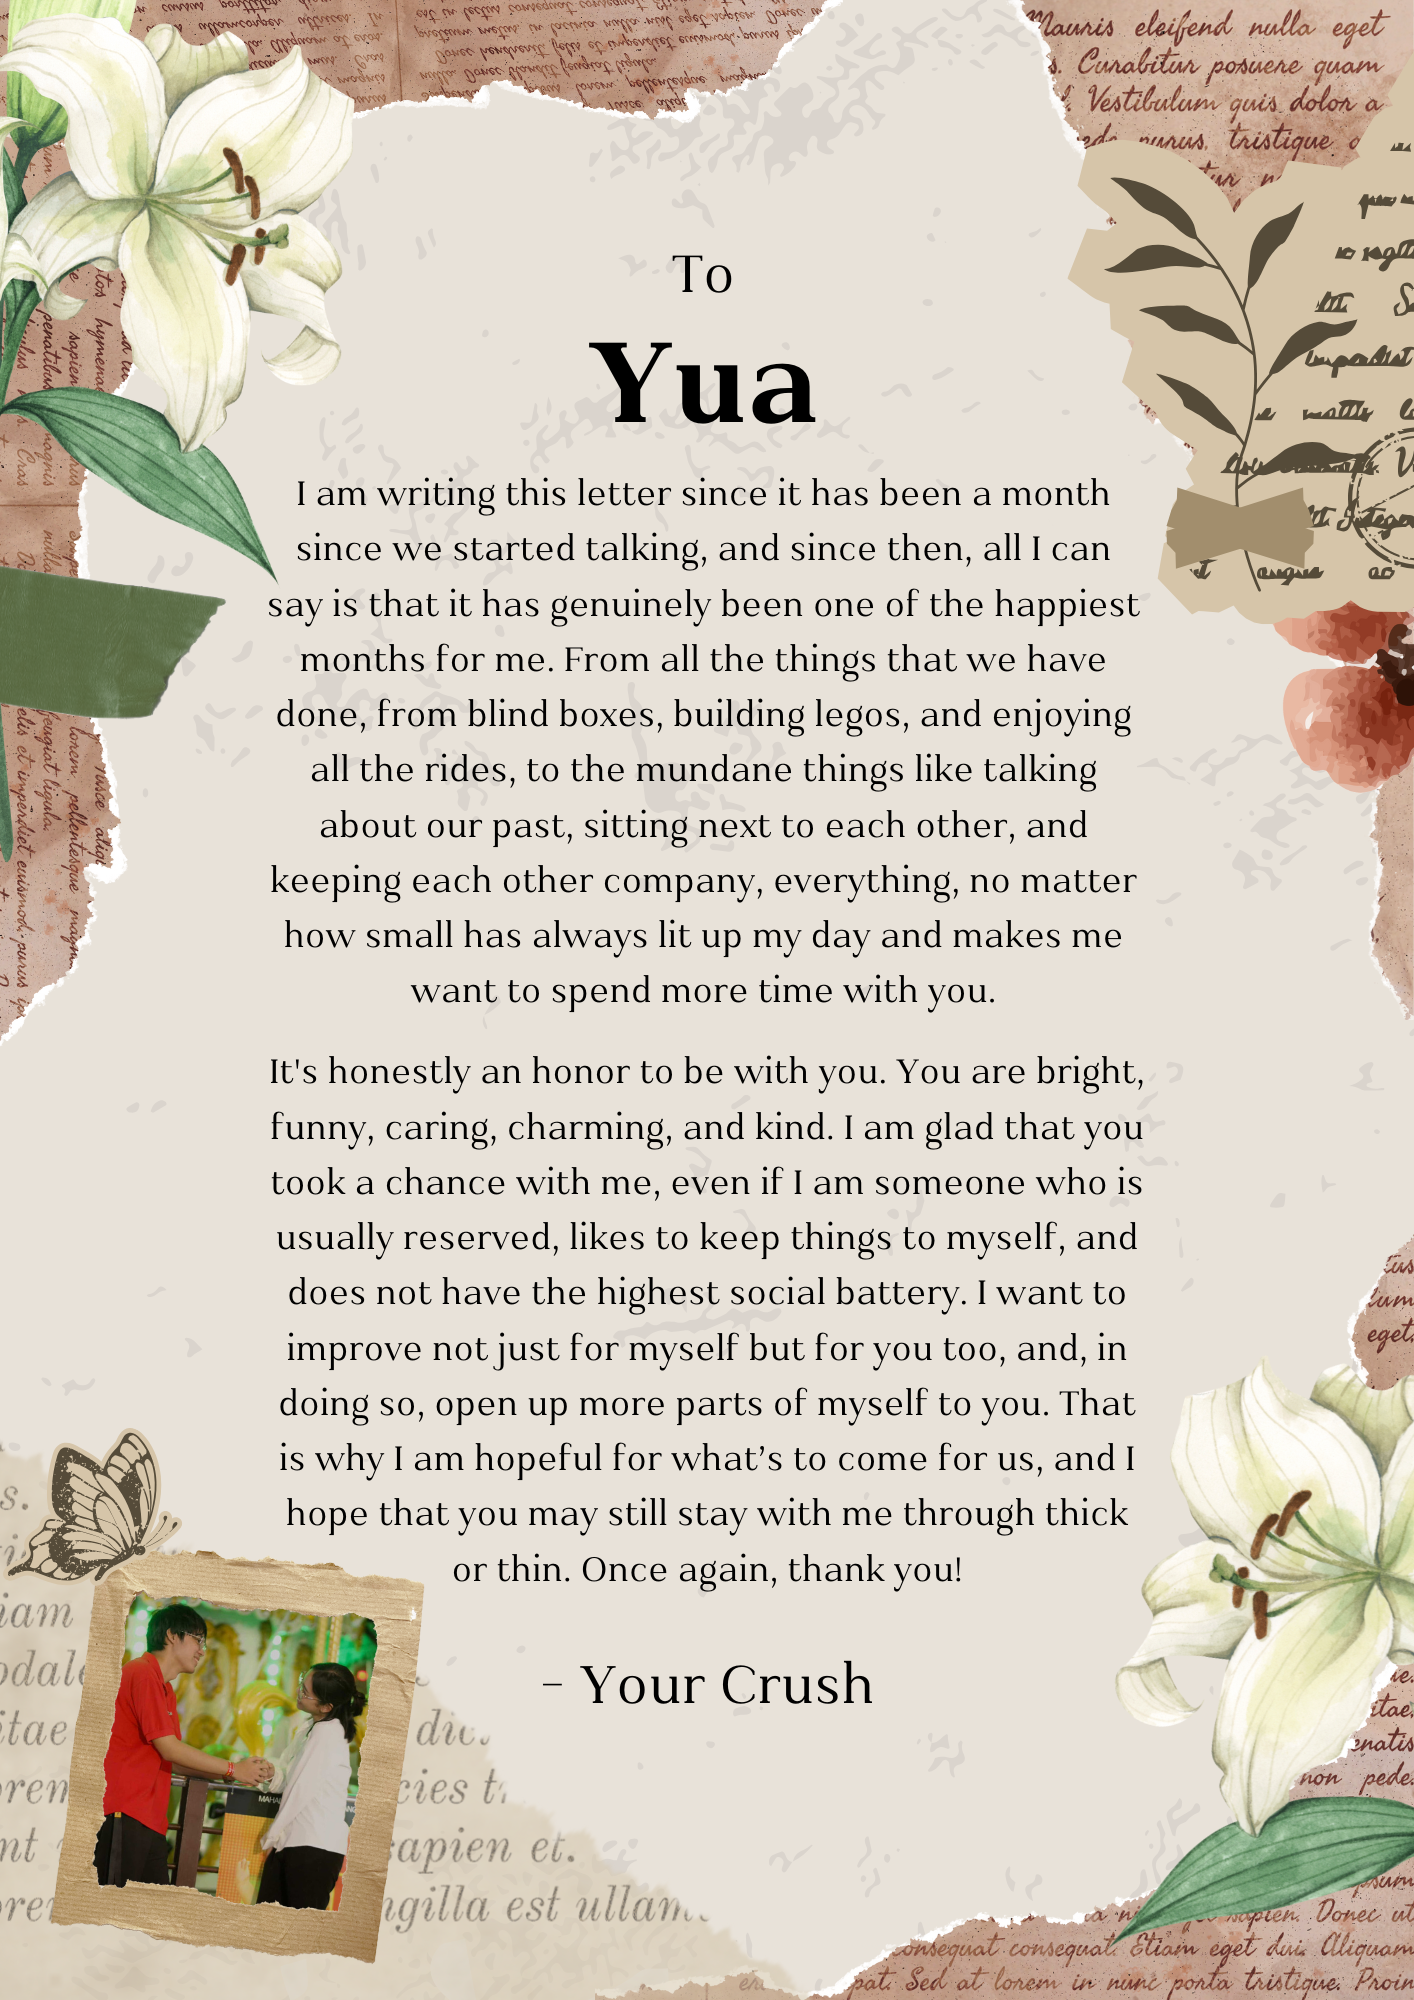 To
Yua
I am writing this letter since it has been a month
since we started talking, and since then, all I can
say is that it has genuinely been one of the happiest
months for me. From all the things that we have
done, from blind boxes, building legos, and enjoying
all the rides, to the mundane things like talking
about our past, sitting next to each other, and
keeping each other company, everything, no matter
how small has always lit up my day and makes me
want to spend more time with you.
It's honestly an honor to be with you. You are bright,
funny, caring, charming, and kind. I am glad that you
took a chance with me, even if I am someone who is
usually reserved, likes to keep things to myself, and
does not have the highest social battery. I want to
improve not just for myself but for you too, and, in
doing so, open up more parts of myself to you. That
is why I am hopeful for what’s to come for us, and I
hope that you may still stay with me through thick
or thin. Once again, thank you!
- Your Crush
Mauris eleifend nulla eget
Curabitur posuere quam
Vestibulum quis dolor a
purus, tristique
sapien et.
est ullam
sapien. Donec ut
consequat consequat. Etiam eget dui. Aliquam
pat. Sed at lorem in nunc porta tristique. Proin